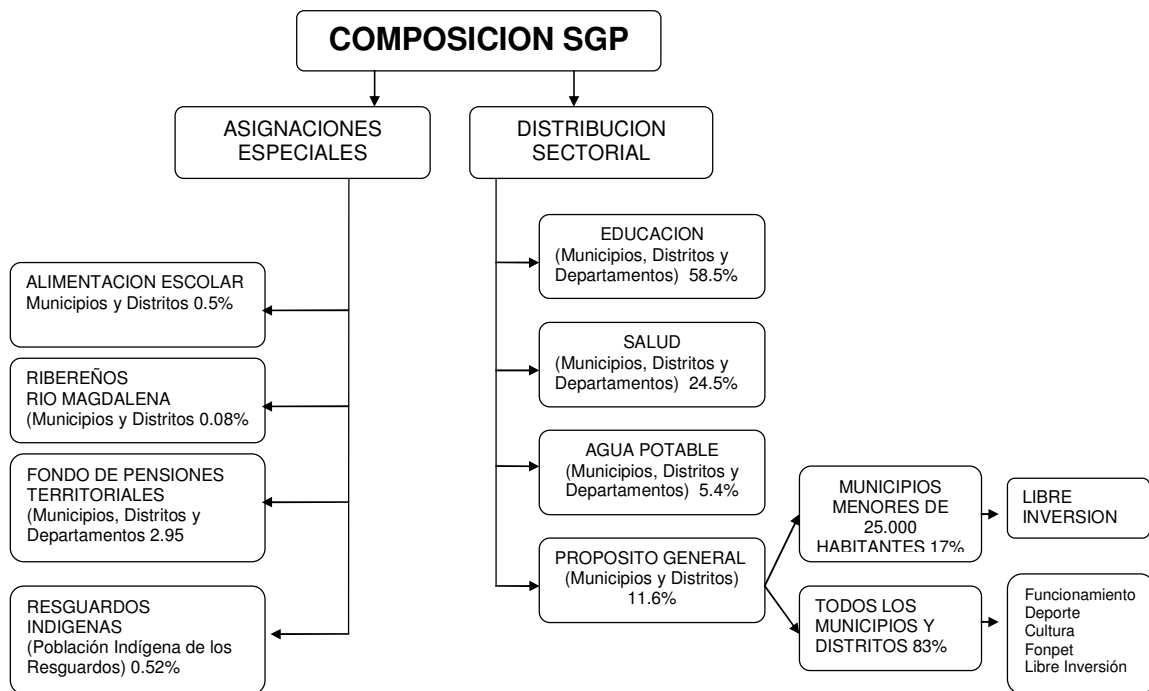 COMPOSICION SGP
ASIGNACIONES
ESPECIALES
DISTRIBUCION
SECTORIAL
ALIMENTACION ESCOLAR
Municipios y Distritos 0.5%
RIBEREÑOS
RIO MAGDALENA
(Municipios y Distritos 0.08%
FONDO DE PENSIONES
TERRITORIALES
(Municipios, Distritos y
Departamentos 2.95
RESGUARDOS
INDIGENAS
(Población Indígena de los
Resguardos) 0.52%
EDUCACION
(Municipios, Distritos y
Departamentos) 58.5%
SALUD
(Municipios, Distritos y
Departamentos) 24.5%
AGUA POTABLE
(Municipios, Distritos y
Departamentos) 5.4%
PROPOSITO GENERAL
(Municipios y Distritos)
11.6%
MUNICIPIOS
MENORES DE
25.000
HABITANTES 17%
LIBRE
INVERSION
TODOS LOS
MUNICIPIOS Y
DISTRITOS 83%
Funcionamiento
Deporte
Cultura
Fonpet
Libre Inversión